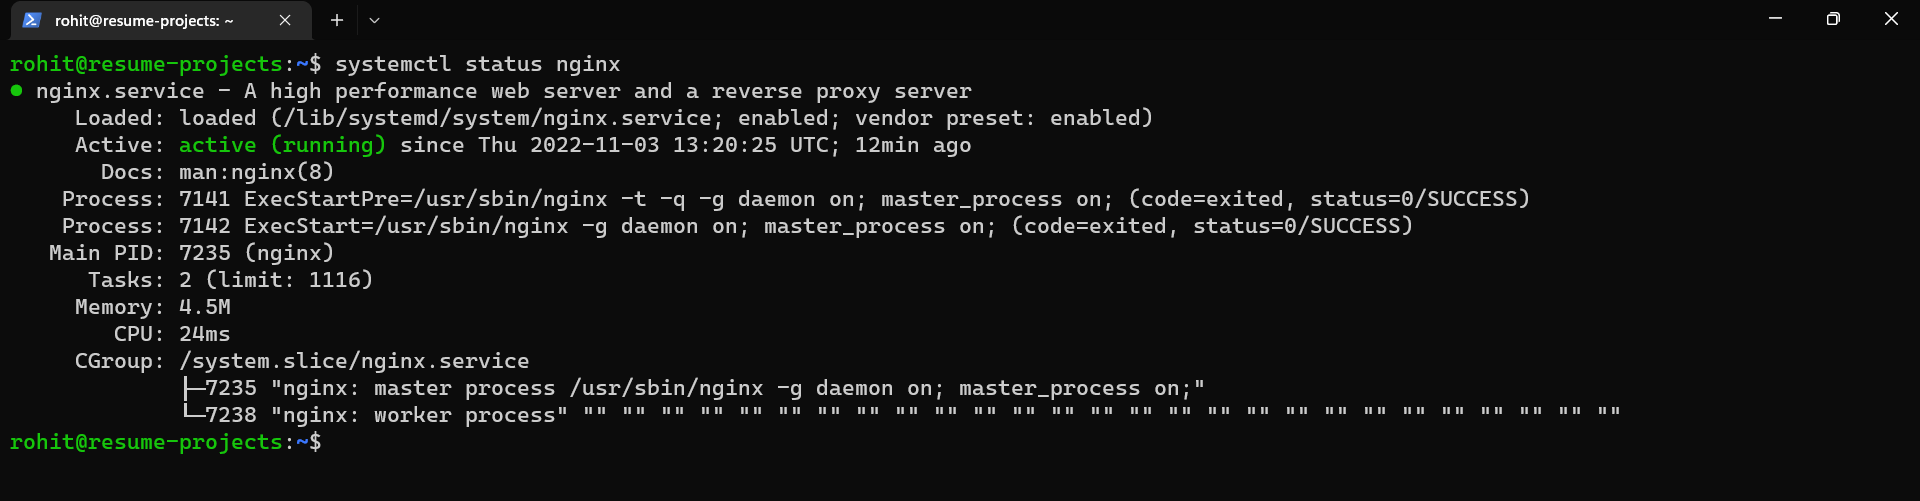 rohit@resume-projects: ~
rohit@resume-projects:~$ systemctl status nginx
● nginx.service - A high performance web server and a reverse proxy server
     Loaded: loaded (/lib/systemd/system/nginx.service; enabled; vendor preset: enabled)
     Active: active (running) since Thu 2022-11-03 13:20:25 UTC; 12min ago
       Docs: man:nginx(8)
    Process: 7141 ExecStartPre=/usr/sbin/nginx -t -q -g daemon on; master_process on; (code=exited, status=0/SUCCESS)
    Process: 7142 ExecStart=/usr/sbin/nginx -g daemon on; master_process on; (code=exited, status=0/SUCCESS)
   Main PID: 7235 (nginx)
      Tasks: 2 (limit: 1116)
     Memory: 4.5M
        CPU: 24ms
     CGroup: /system.slice/nginx.service
             ├─7235 "nginx: master process /usr/sbin/nginx -g daemon on; master_process on;"
             └─7238 "nginx: worker process" "" "" "" "" "" "" "" "" "" "" "" "" "" "" "" "" "" "" "" "" "" "" "" "" "" "" ""
rohit@resume-projects:~$